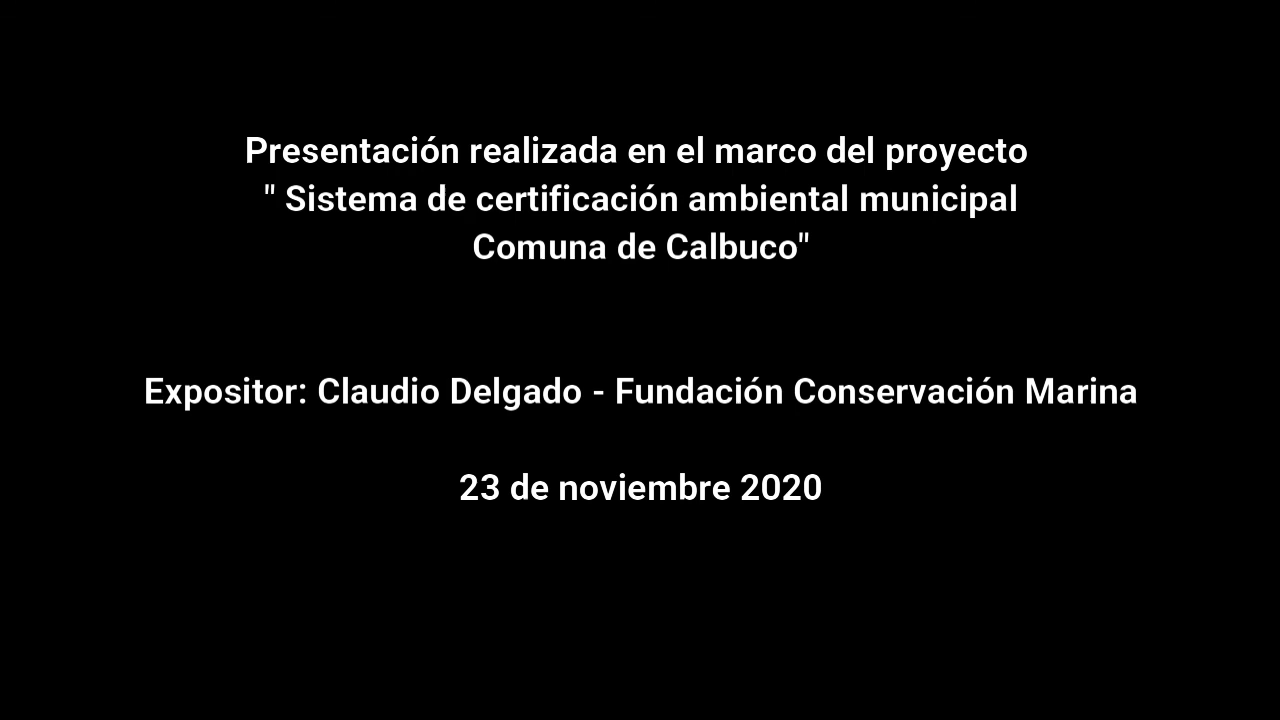 Presentación realizada en el marco del proyecto
" Sistema de certificación ambiental municipal
Comuna de Calbuco"
Expositor: Claudio Delgado - Fundación Conservación Marina
23 de noviembre 2020